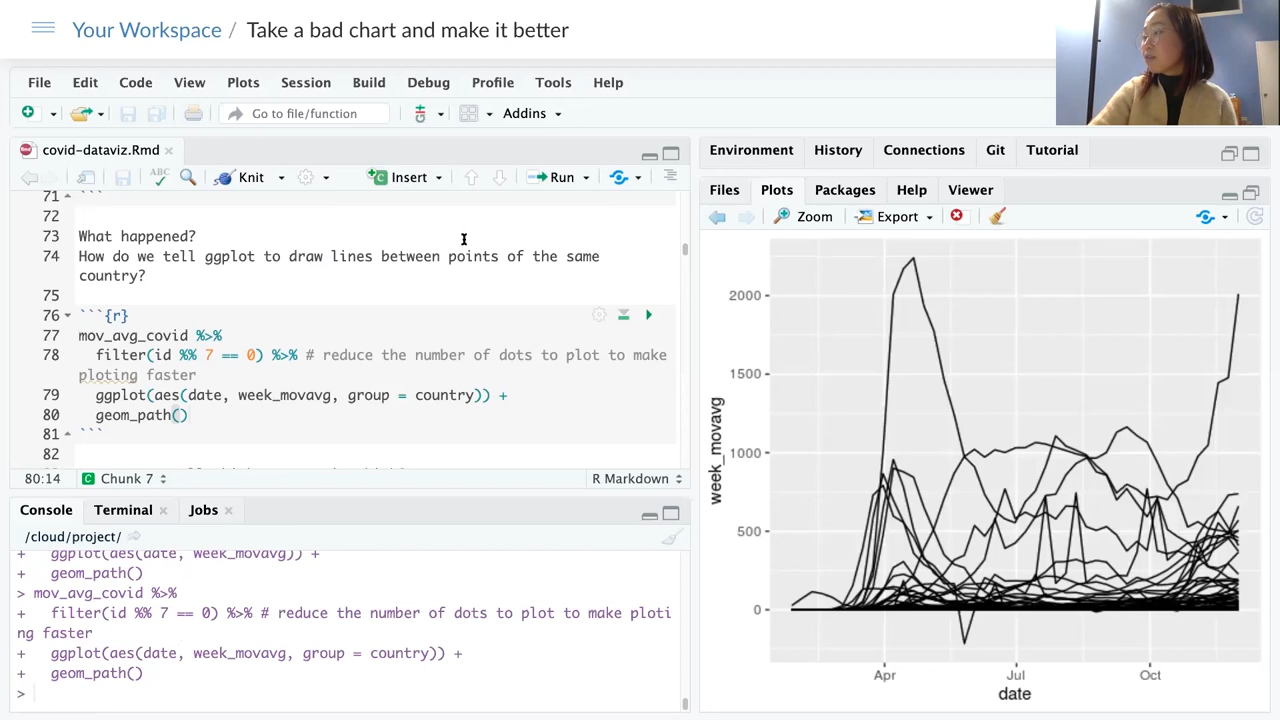 Your Workspace / Take a bad chart and make it better
File Edit Code View Plots Session Build Debug Profile Tools Help
Go to file/function Addins
covid-dataviz.Rmd
ABC Knit Insert Run
71 ```
72
73 What happened?
74 How do we tell ggplot to draw lines between points of the same
country?
75
76 ```{r}
77 mov_avg_covid %>%
78 filter(id %% 7 == 0) %>% # reduce the number of dots to plot to make
ploting faster
79 ggplot(aes(date, week_movavg, group = country)) +
80 geom_path()
81 ```
82
80:14 Chunk 7 R Markdown
Console Terminal Jobs
/cloud/project/
+ ggplot(aes(date, week_movavg)) +
+ geom_path()
> mov_avg_covid %>%
+ filter(id %% 7 == 0) %>% # reduce the number of dots to plot to make ploti
ng faster
+ ggplot(aes(date, week_movavg, group = country)) +
+ geom_path()
>
Environment History Connections Git Tutorial
Files Plots Packages Help Viewer
Zoom Export
week_movavg
2000
1500
1000
500
0
Apr Jul Oct
date